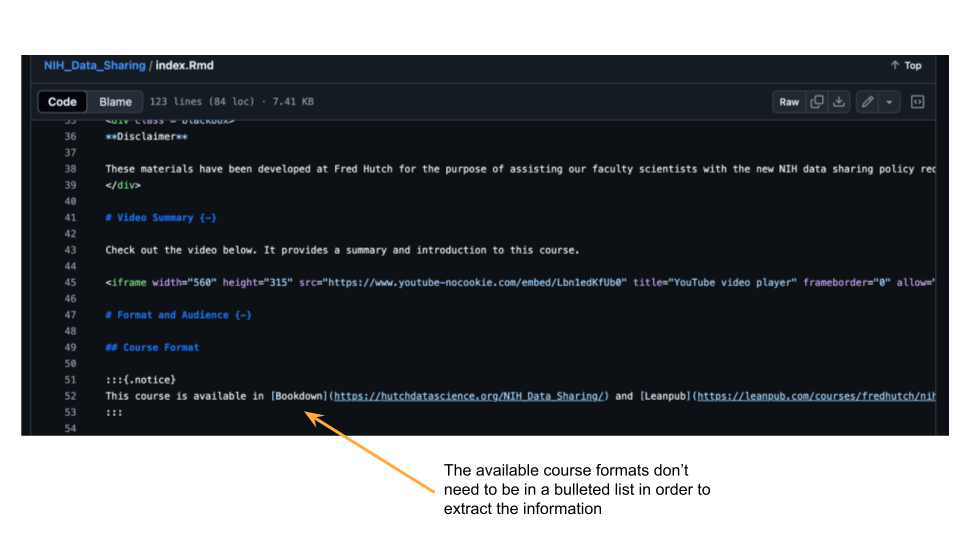 NIH_Data_Sharing / index.Rmd
↑ Top
Code Blame 123 lines (84 loc) · 7.41 KB
Raw
35 <div class = blackbox>
36 **Disclaimer**
37
38 These materials have been developed at Fred Hutch for the purpose of assisting our faculty scientists with the new NIH data sharing policy
39 </div>
40
41 # Video Summary {-}
42
43 Check out the video below. It provides a summary and introduction to this course.
44
45 <iframe width="560" height="315" src="https://www.youtube-nocookie.com/embed/Lbn1edKfUb0" title="YouTube video player" frameborder="0" allow="
46
47 # Format and Audience {-}
48
49 ## Course Format
50
51 :::{.notice}
52 This course is available in [Bookdown](https://hutchdatascience.org/NIH_Data_Sharing/) and [Leanpub](https://leanpub.com/courses/fredhutch/nih
53 :::
54
The available course formats don’t
need to be in a bulleted list in order to
extract the information